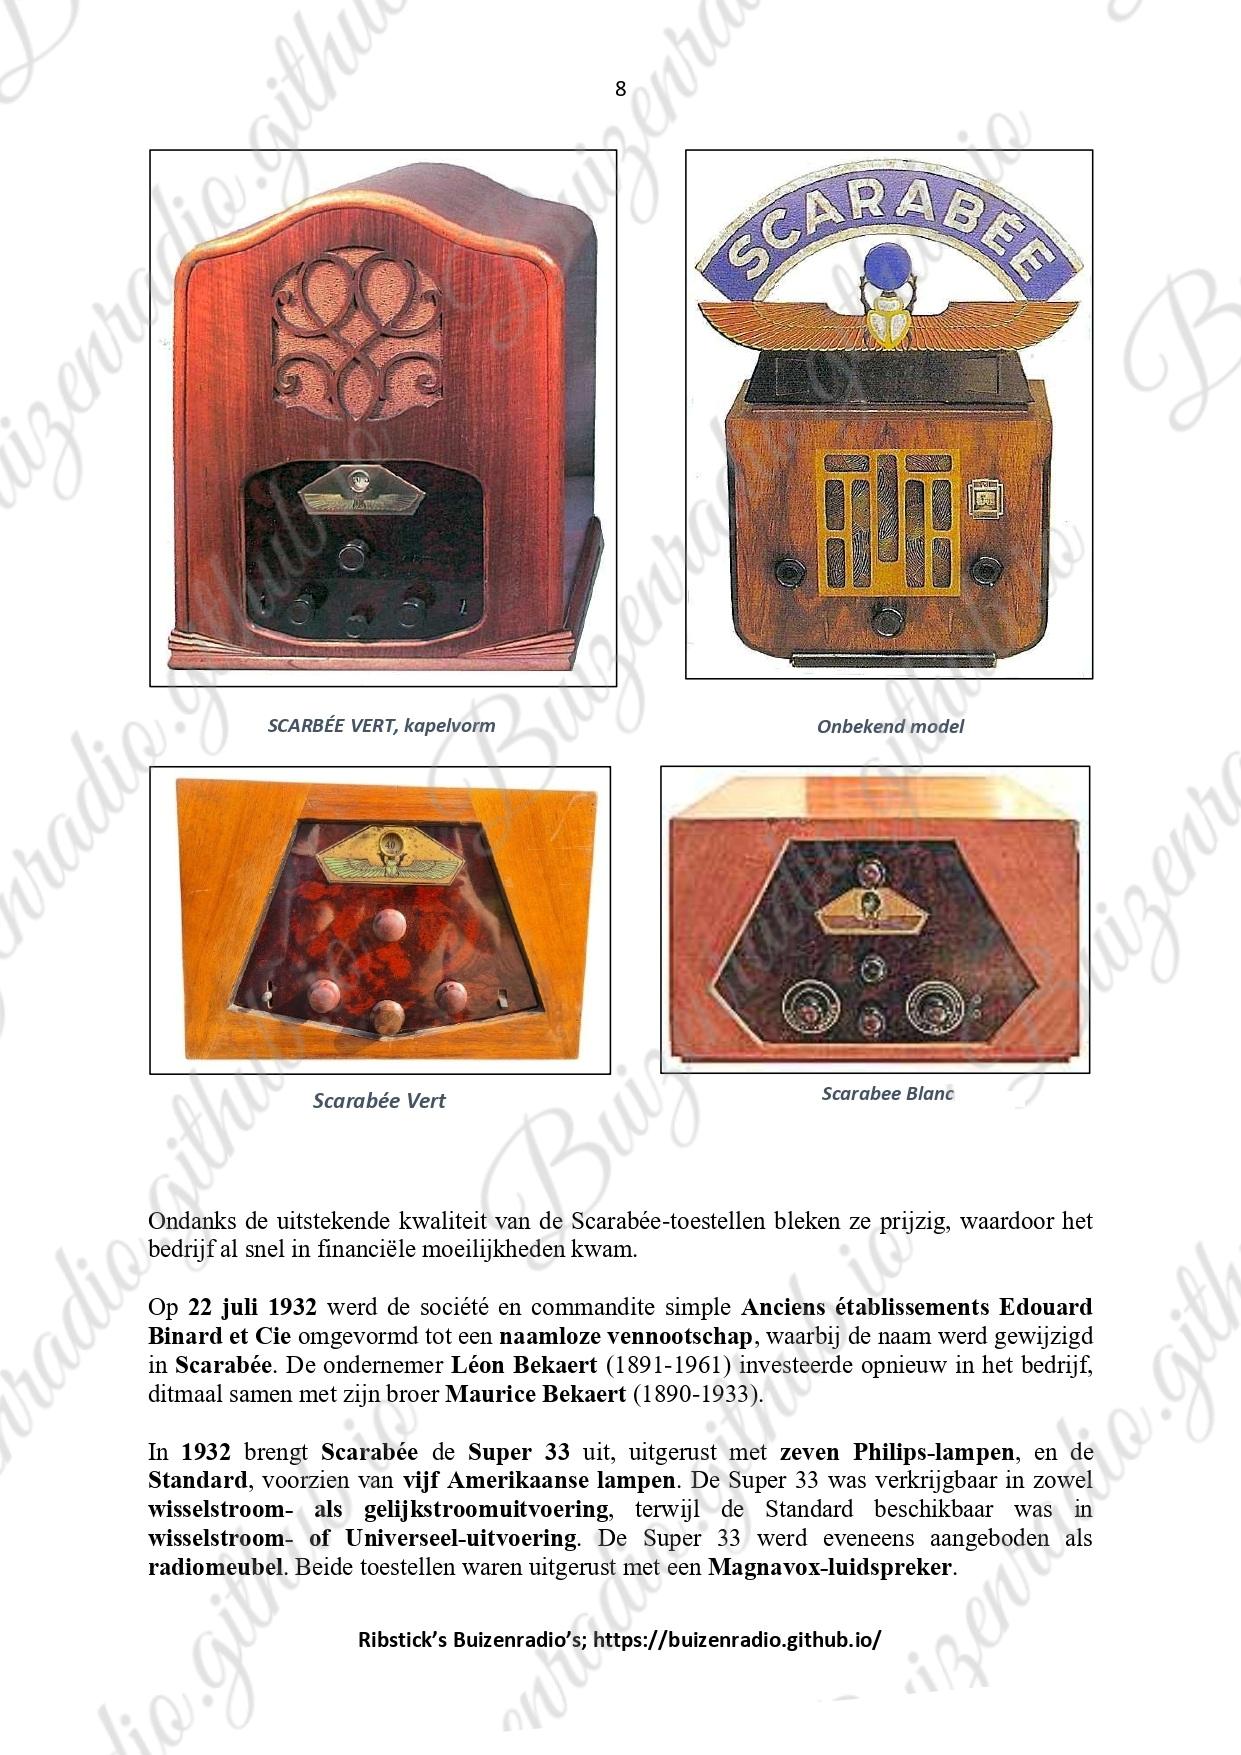 8
SCARABÉE
SCARBÉE VERT, kapelvorm
Onbekend model
40
Scarabée Vert
Scarabee Blanc
Ondanks de uitstekende kwaliteit van de Scarabée-toestellen bleken ze prijzig, waardoor het
bedrijf al snel in financiële moeilijkheden kwam.
Op 22 juli 1932 werd de société en commandite simple Anciens établissements Edouard
Binard et Cie omgevormd tot een naamloze vennootschap, waarbij de naam werd gewijzigd
in Scarabée. De ondernemer Léon Bekaert (1891-1961) investeerde opnieuw in het bedrijf,
ditmaal samen met zijn broer Maurice Bekaert (1890-1933).
In 1932 brengt Scarabée de Super 33 uit, uitgerust met zeven Philips-lampen, en de
Standard, voorzien van vijf Amerikaanse lampen. De Super 33 was verkrijgbaar in zowel
wisselstroom- als gelijkstroomuitvoering, terwijl de Standard beschikbaar was in
wisselstroom- of Universeel-uitvoering. De Super 33 werd eveneens aangeboden als
radiomeubel. Beide toestellen waren uitgerust met een Magnavox-luidspreker.
Ribstick’s Buizenradio’s; https://buizenradio.github.io/
Buizenradio.github.io